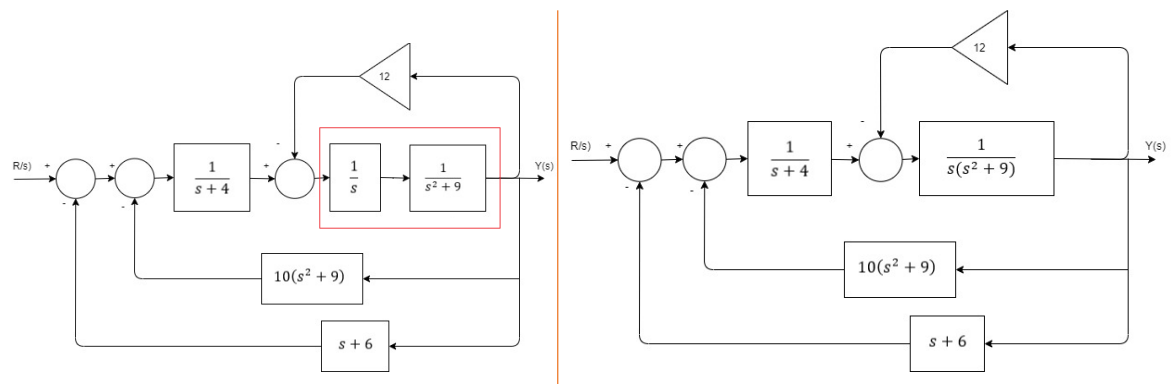 12
-
R/s)
+
+
1
s + 4
+
1
s
1
s² + 9
Y(s)
-
-
10(s² + 9)
s + 6
12
-
R/s)
+
+
1
s + 4
+
1
s(s² + 9)
Y(s)
-
-
10(s² + 9)
s + 6